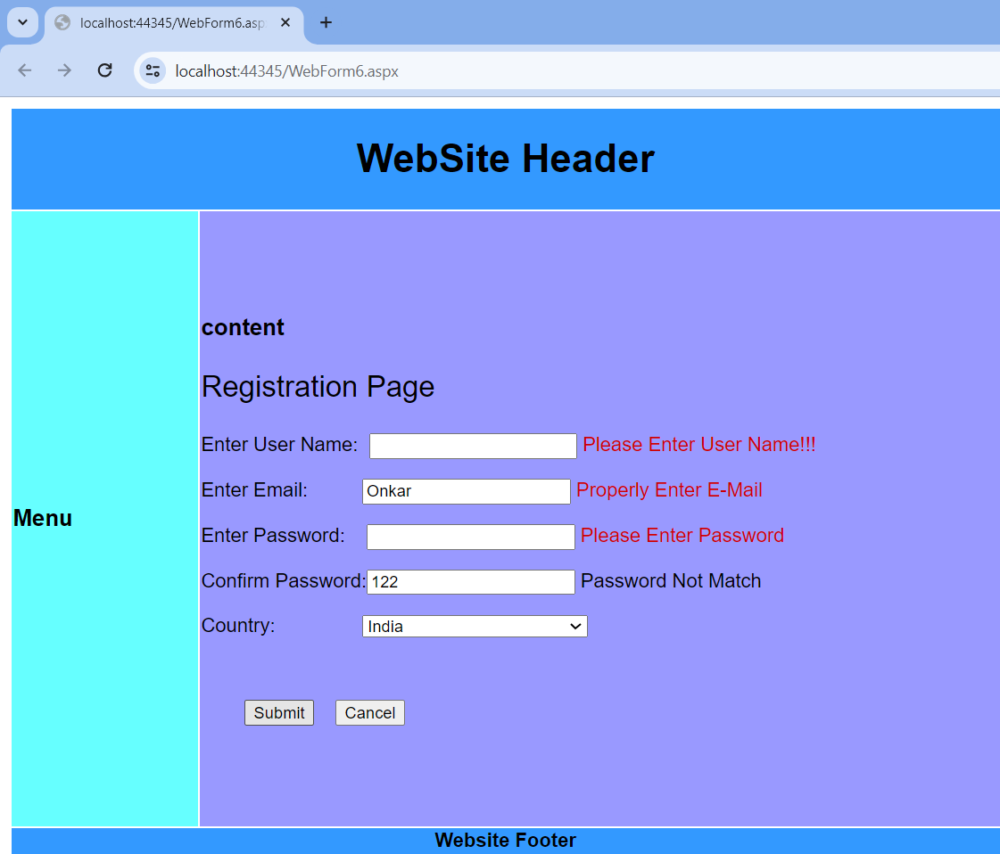 localhost:44345/WebForm6.asp
localhost:44345/WebForm6.aspx
WebSite Header
content
Registration Page
Enter User Name: Please Enter User Name!!!
Enter Email: Onkar Properly Enter E-Mail
Enter Password: Please Enter Password
Menu
Confirm Password: 122 Password Not Match
Country: India
Submit Cancel
Website Footer